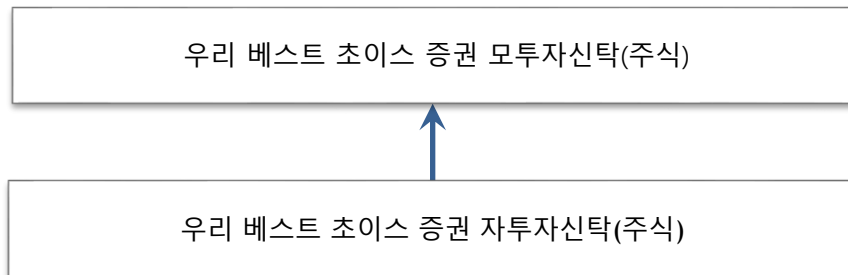 우리 베스트 초이스 증권 모투자신탁(주식)
우리 베스트 초이스 증권 자투자신탁(주식)